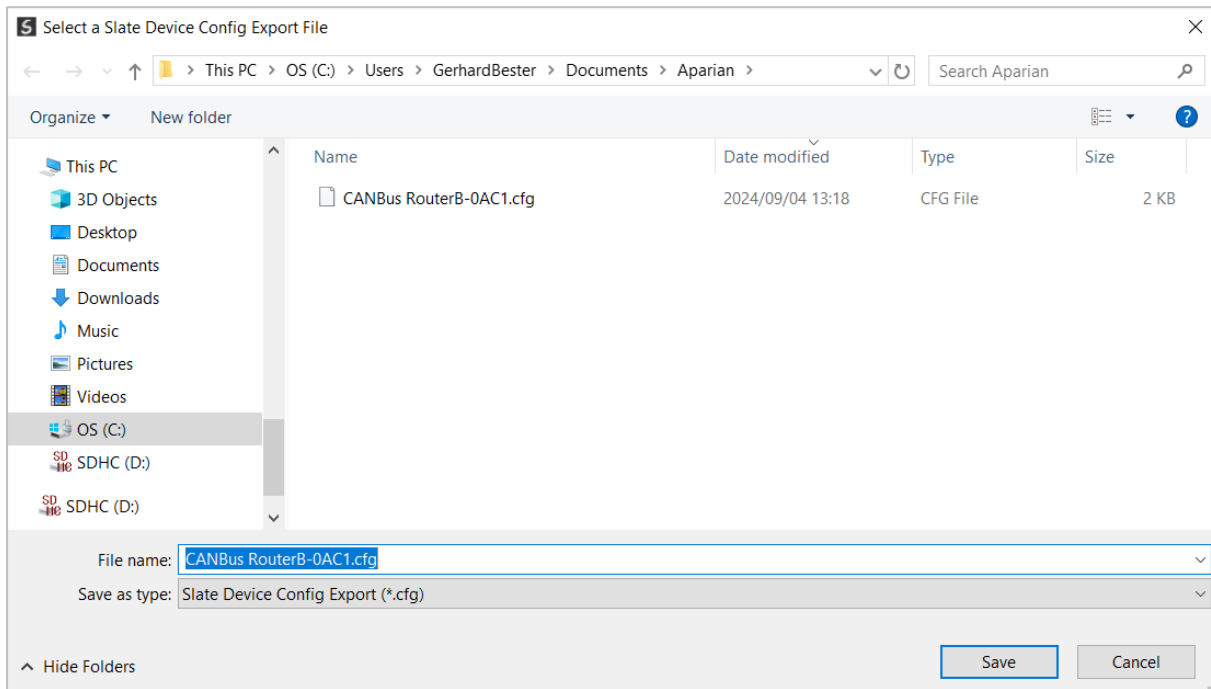 Select a Slate Device Config Export File
This PC > OS (C:) > Users > GerhardBester > Documents > Aparian >
Search Aparian
Organize
New folder
Name Date modified Type Size
This PC
3D Objects
Desktop
Documents
Downloads
Music
Pictures
Videos
OS (C:)
SDHC (D:)
SDHC (D:)
CANBus RouterB-0AC1.cfg 2024/09/04 13:18 CFG File 2 KB
File name: CANBus RouterB-0AC1.cfg
Save as type: Slate Device Config Export (*.cfg)
Hide Folders
Save
Cancel